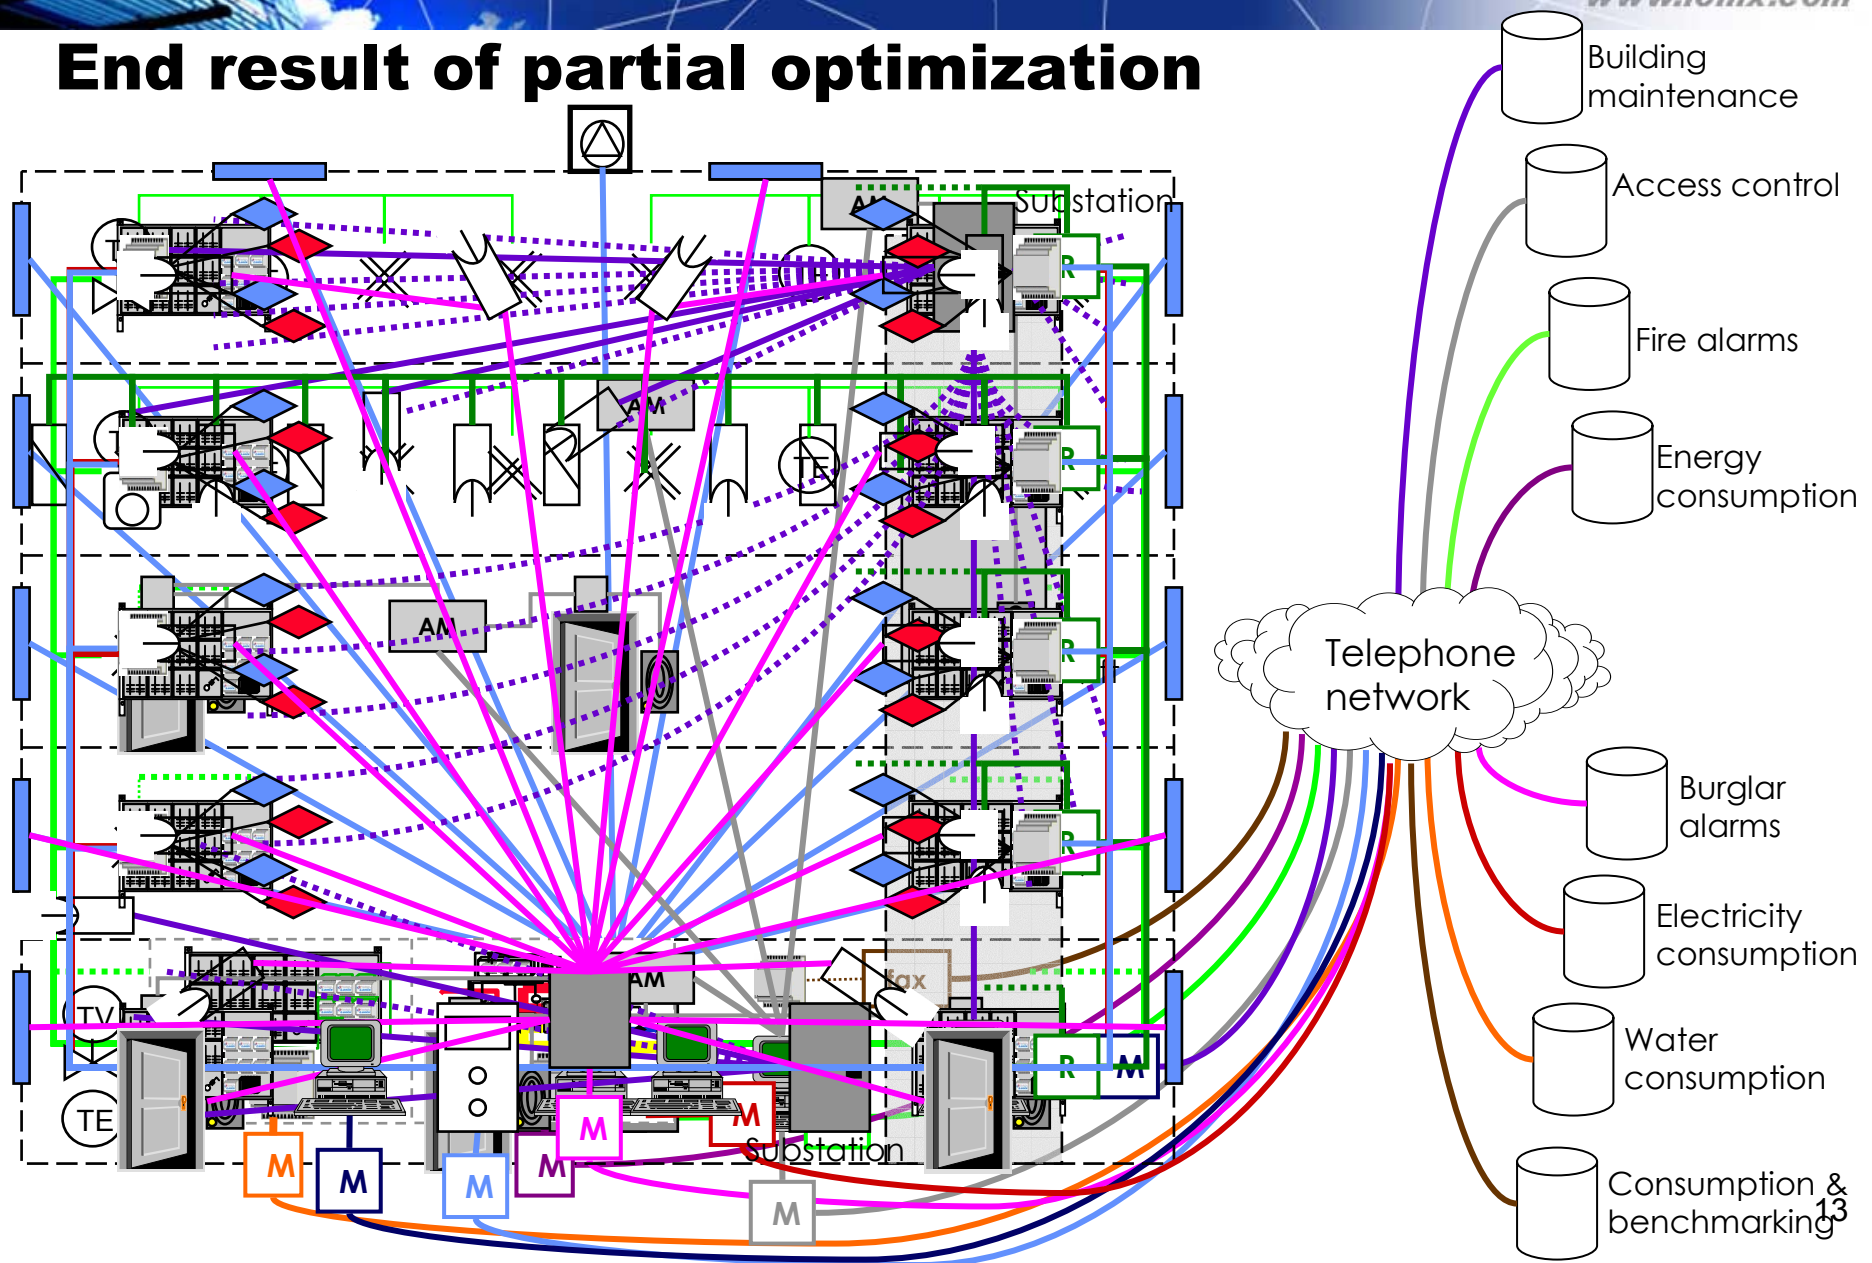 End result of partial optimization
Building
maintenance
Access control
Substation
Fire alarms
AM
Energy
consumption
TE
R
R
AM
Telephone
network
R
Burglar
alarms
R
Electricity
consumption
AM
fax
TV
Water
consumption
R
M
TE
M
M
M
M
M
M
Substation
M
Consumption &
benchmarking
13